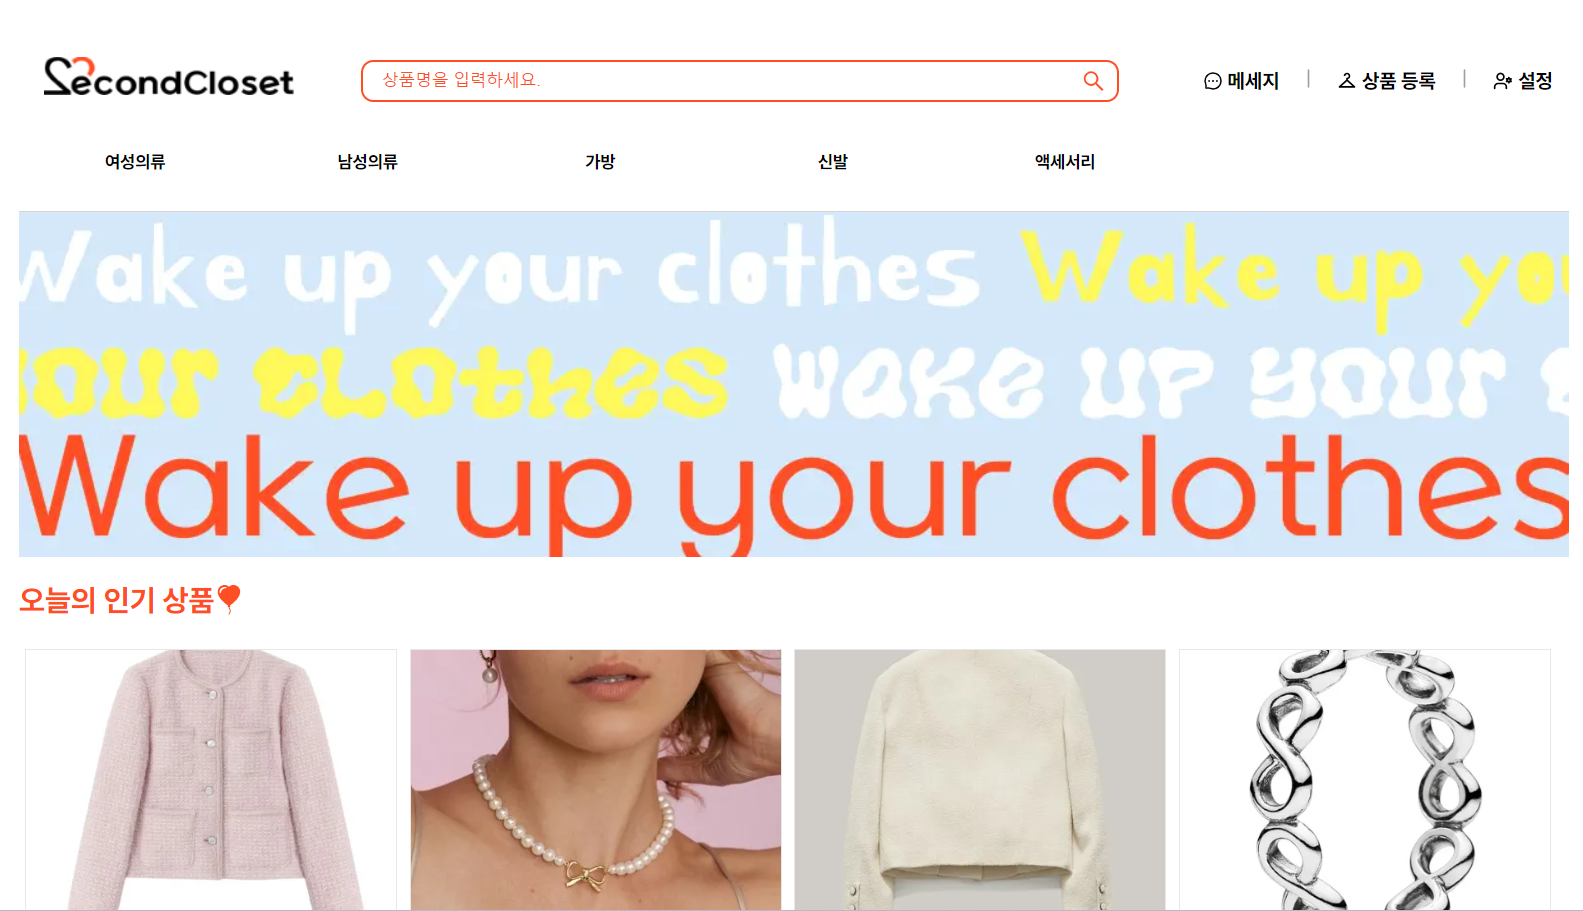 SecondCloset
상품명을 입력하세요.
메세지
상품 등록
설정
여성의류 남성의류 가방 신발 액세서리
Wake up your clothes Wake up you
our clothes wake up your c
Wake up your clothes
오늘의 인기 상품